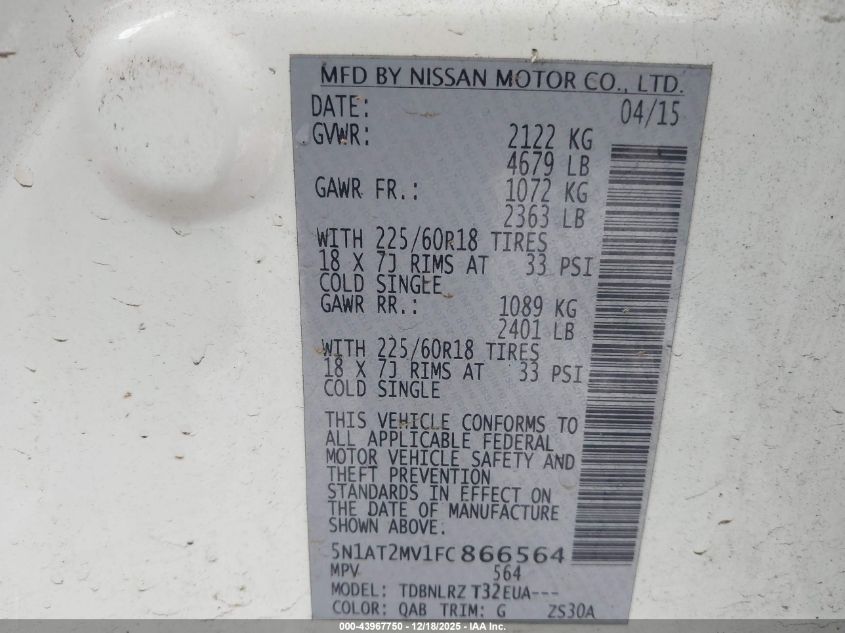 MFD BY NISSAN MOTOR CO., LTD.
DATE: 04/15
GVWR: 2122 KG
4679 LB
GAWR FR.: 1072 KG
2363 LB
WITH 225/60R18 TIRES
18 X 7J RIMS AT 33 PSI
COLD SINGLE
GAWR RR.: 1089 KG
2401 LB
WITH 225/60R18 TIRES
18 X 7J RIMS AT 33 PSI
COLD SINGLE
THIS VEHICLE CONFORMS TO
ALL APPLICABLE FEDERAL
MOTOR VEHICLE SAFETY AND
THEFT PREVENTION
STANDARDS IN EFFECT ON
THE DATE OF MANUFACTURE
SHOWN ABOVE.
5N1AT2MV1FC866564
MPV 564
MODEL: TDBNLRZ T32EUA---
COLOR: QAB TRIM: G ZS30A
000-43967750 - 12/18/2025 - IAA Inc.